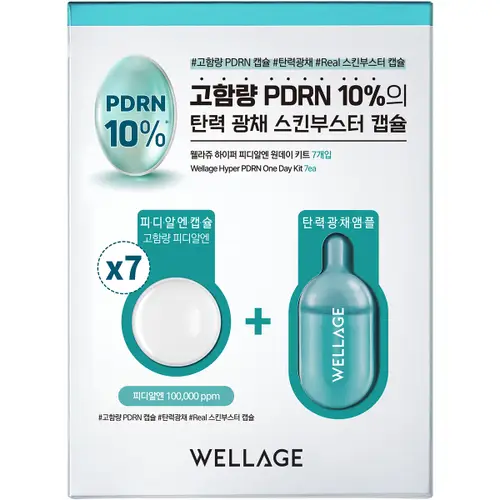 #고함량 PDRN 캡슐 #탄력광채 #Real 스킨부스터 캡슐
PDRN
10%*
고함량 PDRN 10%의
탄력 광채 스킨부스터 캡슐
웰라쥬 하이퍼 피디알엔 원데이 키트 7개입
Wellage Hyper PDRN One Day Kit 7ea
피디알엔캡슐
고함량 피디알엔
탄력광채앰플
x7
+
WELLAGE
피디알엔 100,000 ppm
#고함량 PDRN 캡슐 #탄력광채 #Real 스킨부스터 캡슐
WELLAGE